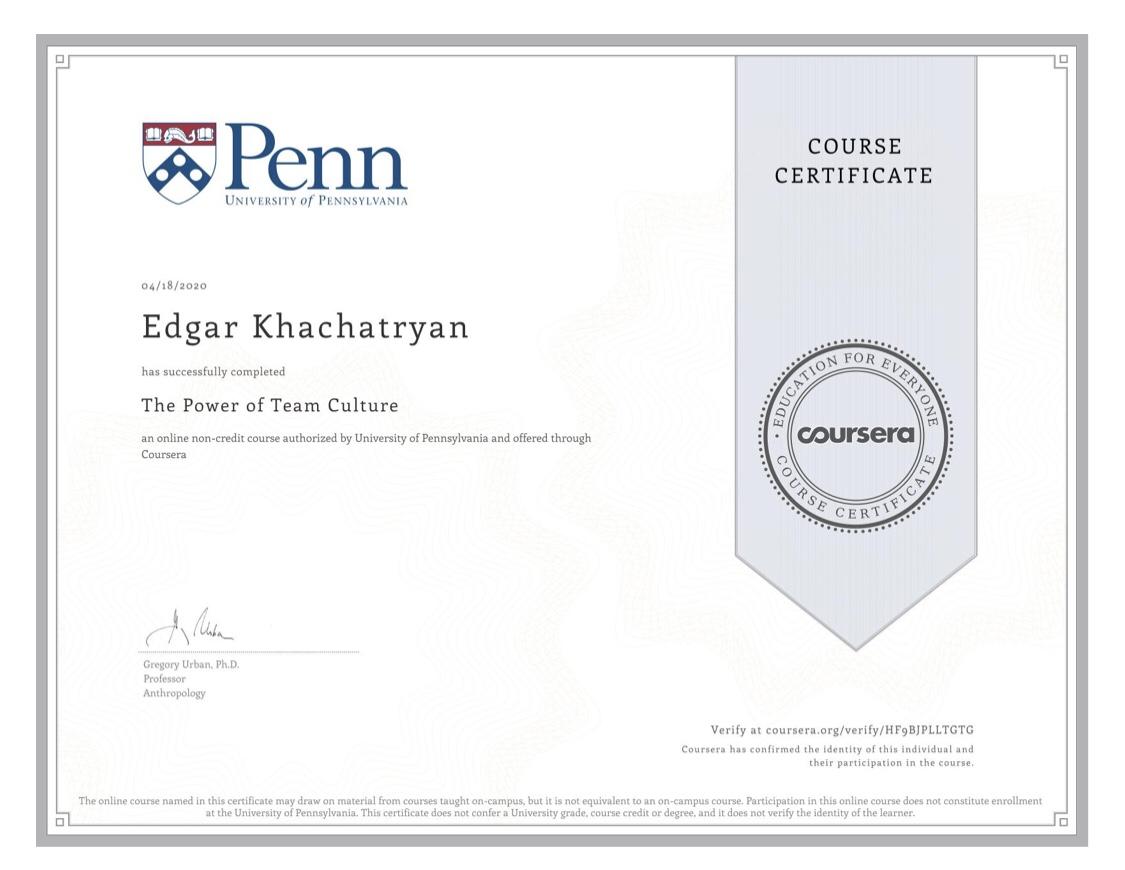 Penn
UNIVERSITY of PENNSYLVANIA
COURSE
CERTIFICATE
04/18/2020
Edgar Khachatryan
has successfully completed
The Power of Team Culture
an online non-credit course authorized by University of Pennsylvania and offered through
Coursera
• EDUCATION FOR EVERYONE •
coursera
COURSE CERTIFICATE
Gregory Urban, Ph.D.
Professor
Anthropology
Verify at coursera.org/verify/HF9BJPLLTGTG
Coursera has confirmed the identity of this individual and
their participation in the course.
The online course named in this certificate may draw on material from courses taught on-campus, but it is not equivalent to an on-campus course. Participation in this online course does not constitute enrollment
at the University of Pennsylvania. This certificate does not confer a University grade, course credit or degree, and it does not verify the identity of the learner.